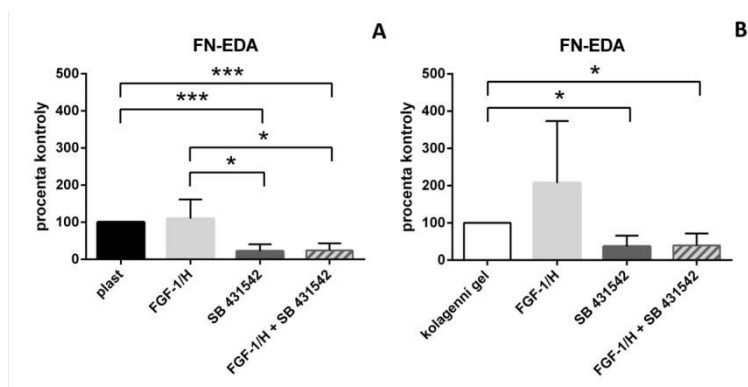 A
FN-EDA
procenta kontroly
500
400
300
200
100
0
***
***
*
*
plast
FGF-1/H
SB 431542
FGF-1/H + SB 431542
B
FN-EDA
procenta kontroly
500
400
300
200
100
0
*
*
kolagenní gel
FGF-1/H
SB 431542
FGF-1/H + SB 431542